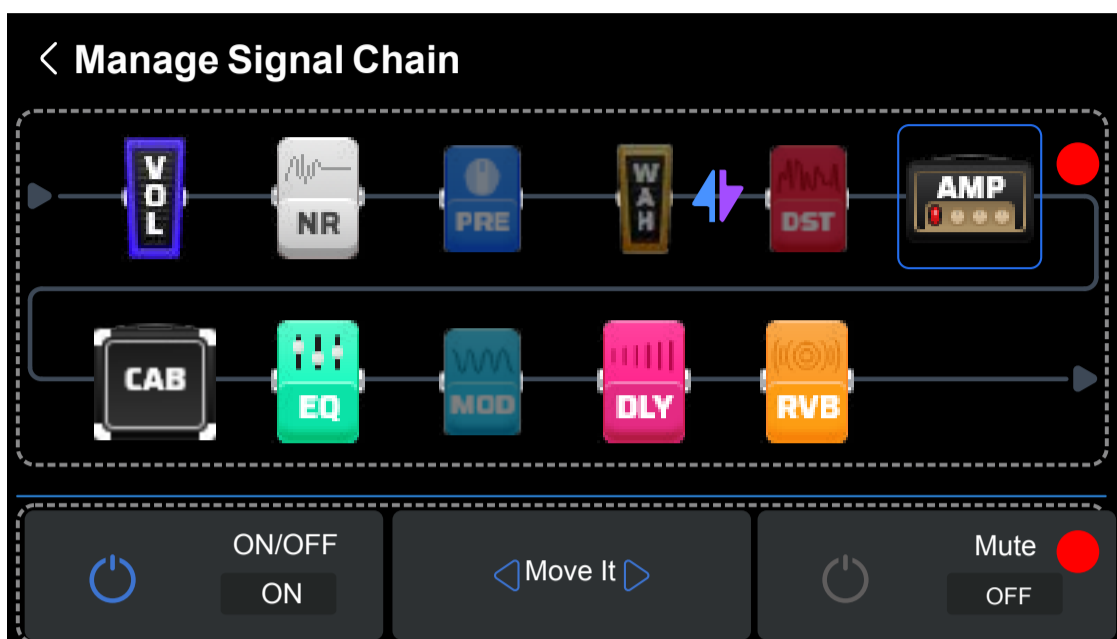 Manage Signal Chain
VOL
NR
PRE
WAH
DST
AMP
CAB
EQ
MOD
DLY
RVB
ON/OFF
ON
Move It
Mute
OFF